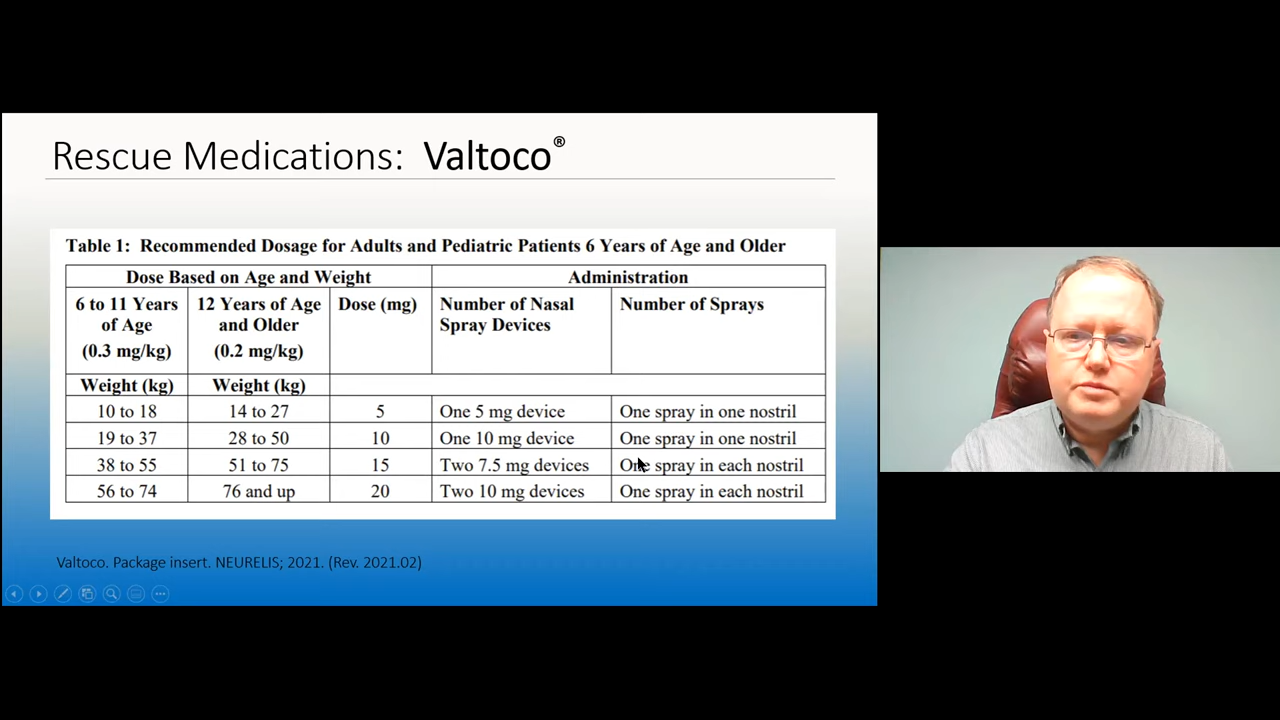 Rescue Medications: Valtoco®
Table 1: Recommended Dosage for Adults and Pediatric Patients 6 Years of Age and Older
Dose Based on Age and Weight Administration
6 to 11 Years of Age (0.3 mg/kg) 12 Years of Age and Older (0.2 mg/kg) Dose (mg) Number of Nasal Spray Devices Number of Sprays
Weight (kg) Weight (kg)
10 to 18 14 to 27 5 One 5 mg device One spray in one nostril
19 to 37 28 to 50 10 One 10 mg device One spray in one nostril
38 to 55 51 to 75 15 Two 7.5 mg devices One spray in each nostril
56 to 74 76 and up 20 Two 10 mg devices One spray in each nostril
Valtoco. Package insert. NEURELIS; 2021. (Rev. 2021.02)